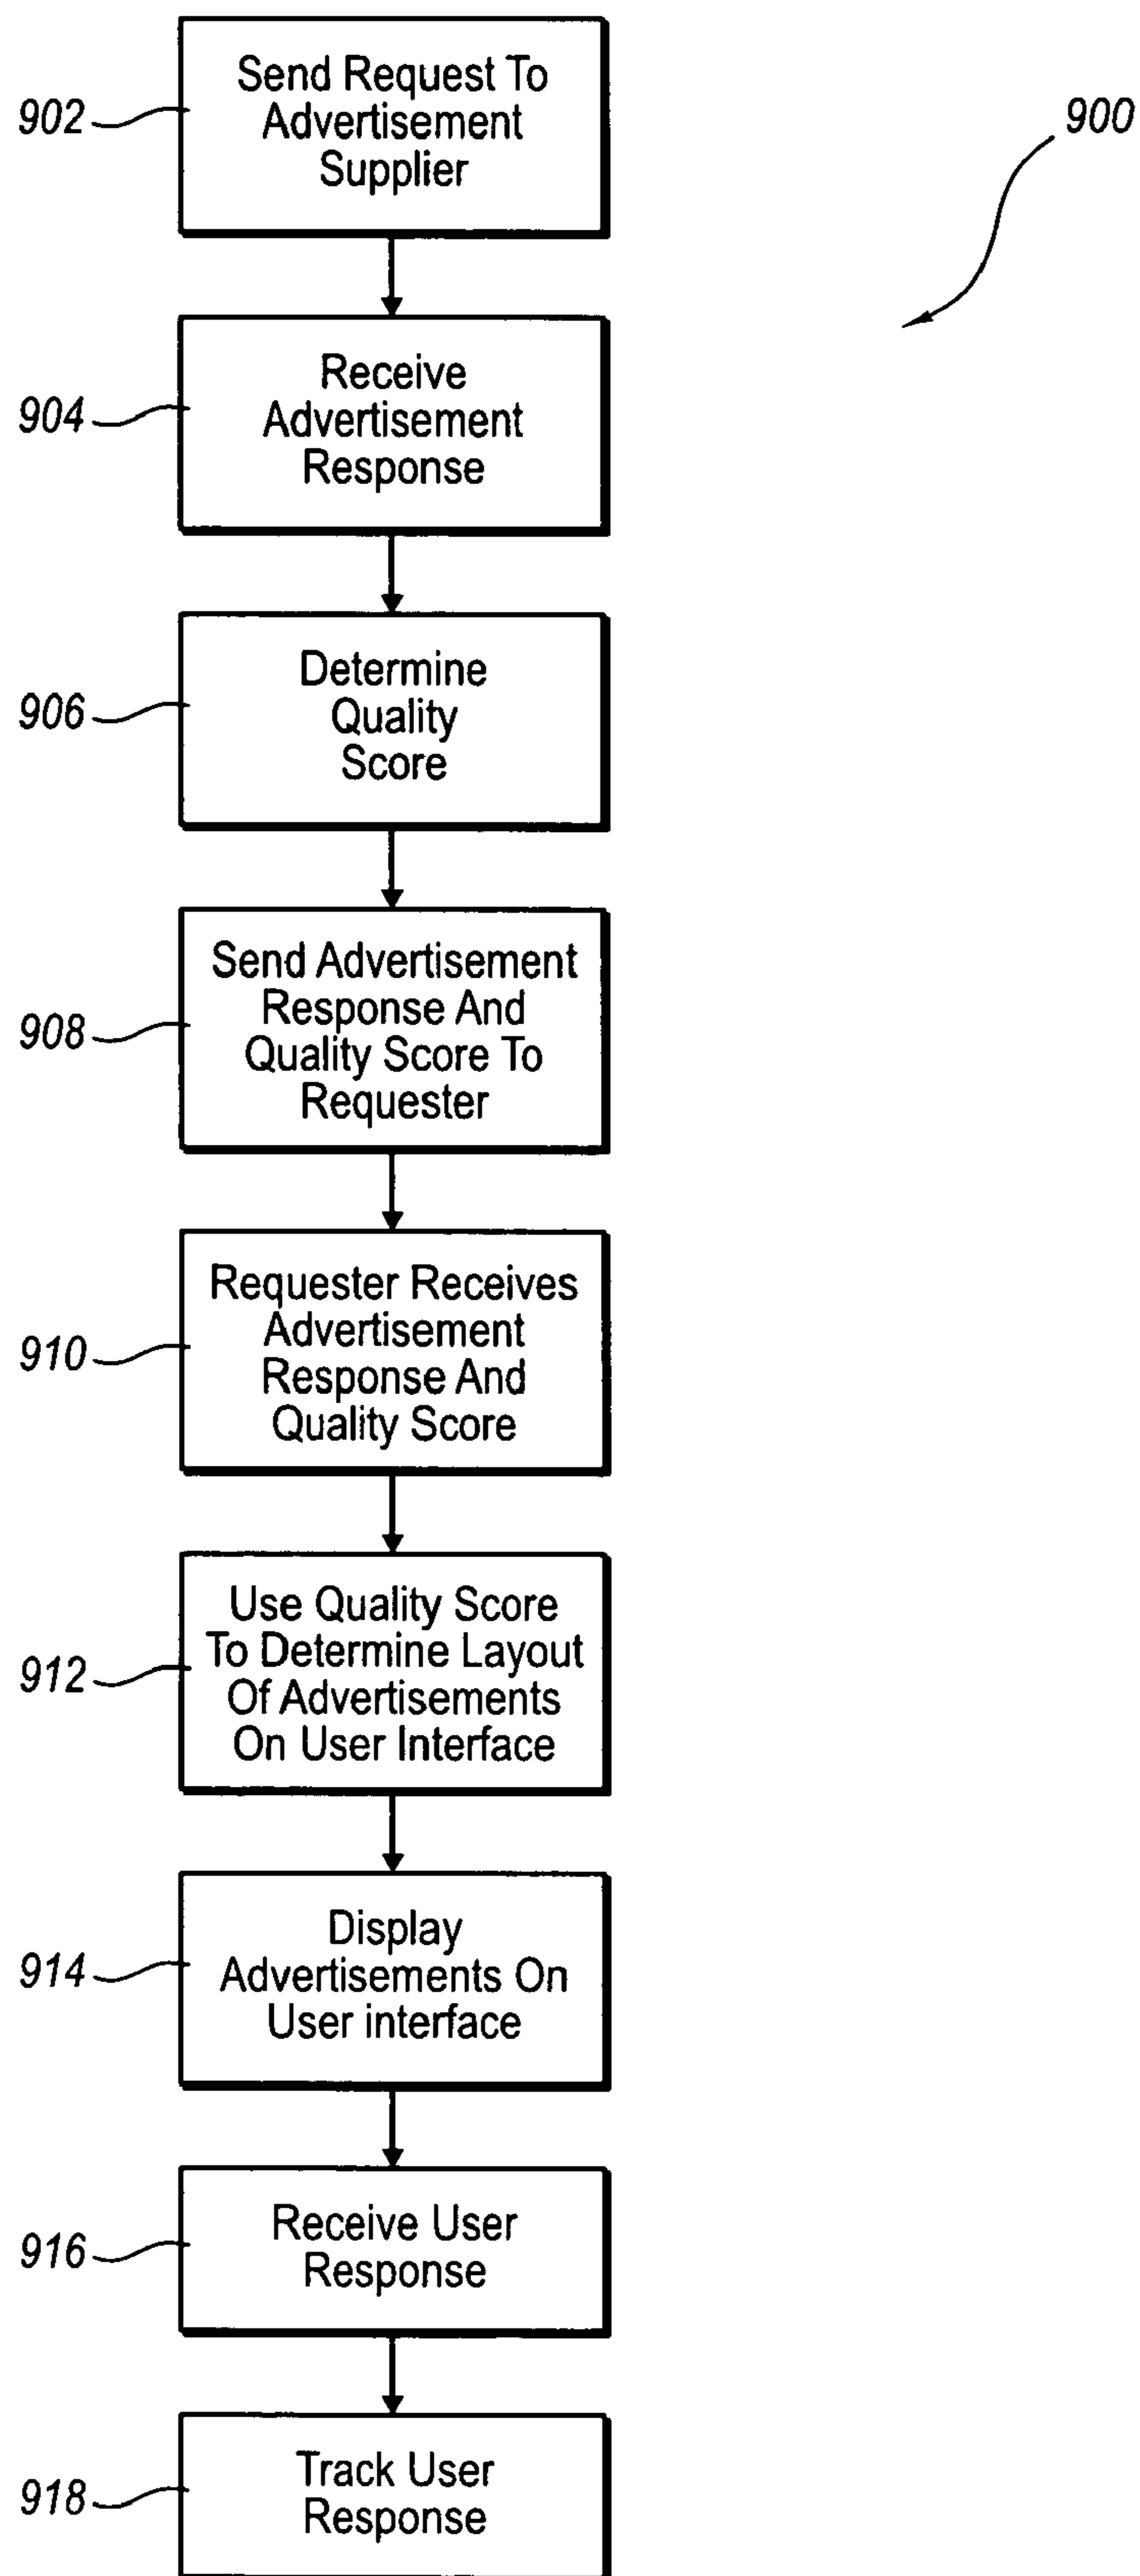 900
902
Send Request To
Advertisement
Supplier
904
Receive
Advertisement
Response
906
Determine
Quality
Score
908
Send Advertisement
Response And
Quality Score To
Requester
910
Requester Receives
Advertisement
Response And
Quality Score
912
Use Quality Score
To Determine Layout
Of Advertisements
On User Interface
914
Display
Advertisements On
User interface
916
Receive User
Response
918
Track User
Response